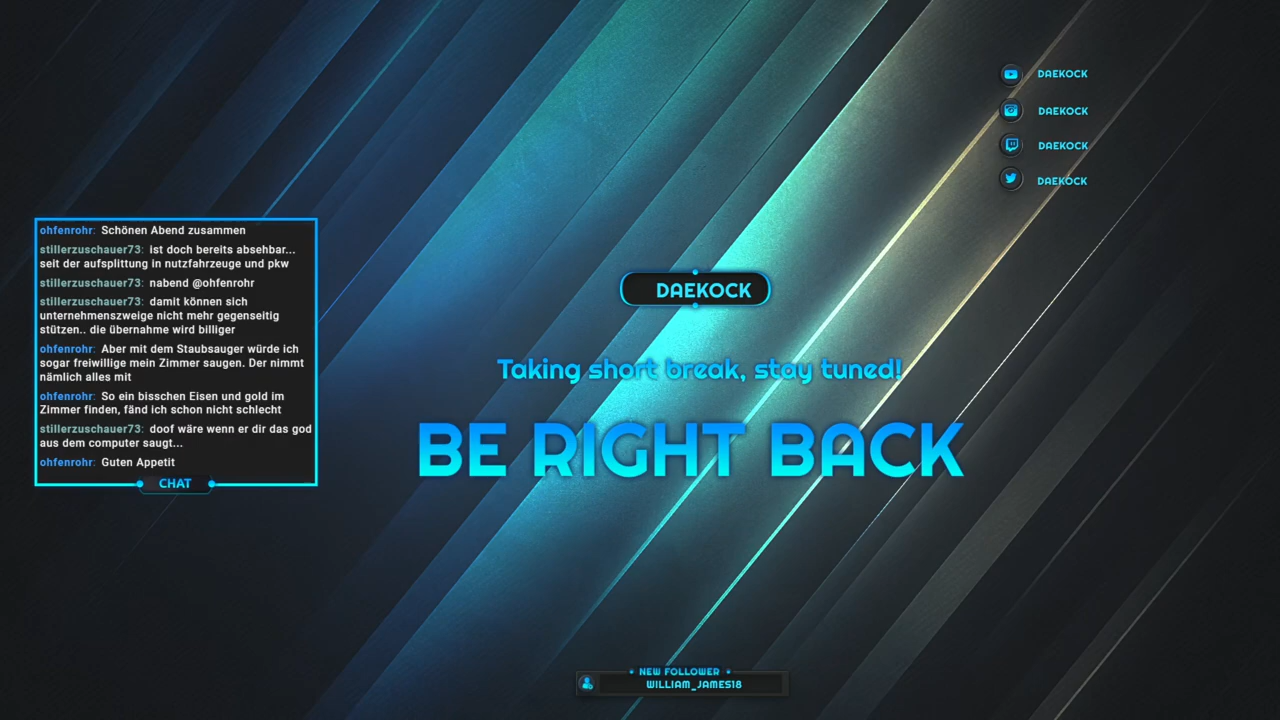 DAEKOCK
DAEKOCK
DAEKOCK
DAEKOCK
ohfenrohr: Schönen Abend zusammen
stillerzuschauer73: ist doch bereits absehbar...
seit der aufsplittung in nutzfahrzeuge und pkw
stillerzuschauer73: nabend @ohfenrohr
stillerzuschauer73: damit können sich
unternehmenszweige nicht mehr gegenseitig
stützen.. die übernahme wird billiger
ohfenrohr: Aber mit dem Staubsauger würde ich
sogar freiwillige mein Zimmer saugen. Der nimmt
nämlich alles mit
ohfenrohr: So ein bisschen Eisen und gold im
Zimmer finden, fänd ich schon nicht schlecht
stillerzuschauer73: doof wäre wenn er dir das god
aus dem computer saugt...
ohfenrohr: Guten Appetit
CHAT
DAEKOCK
Taking short break, stay tuned!
BE RIGHT BACK
NEW FOLLOWER
WILLIAM_JAMES18